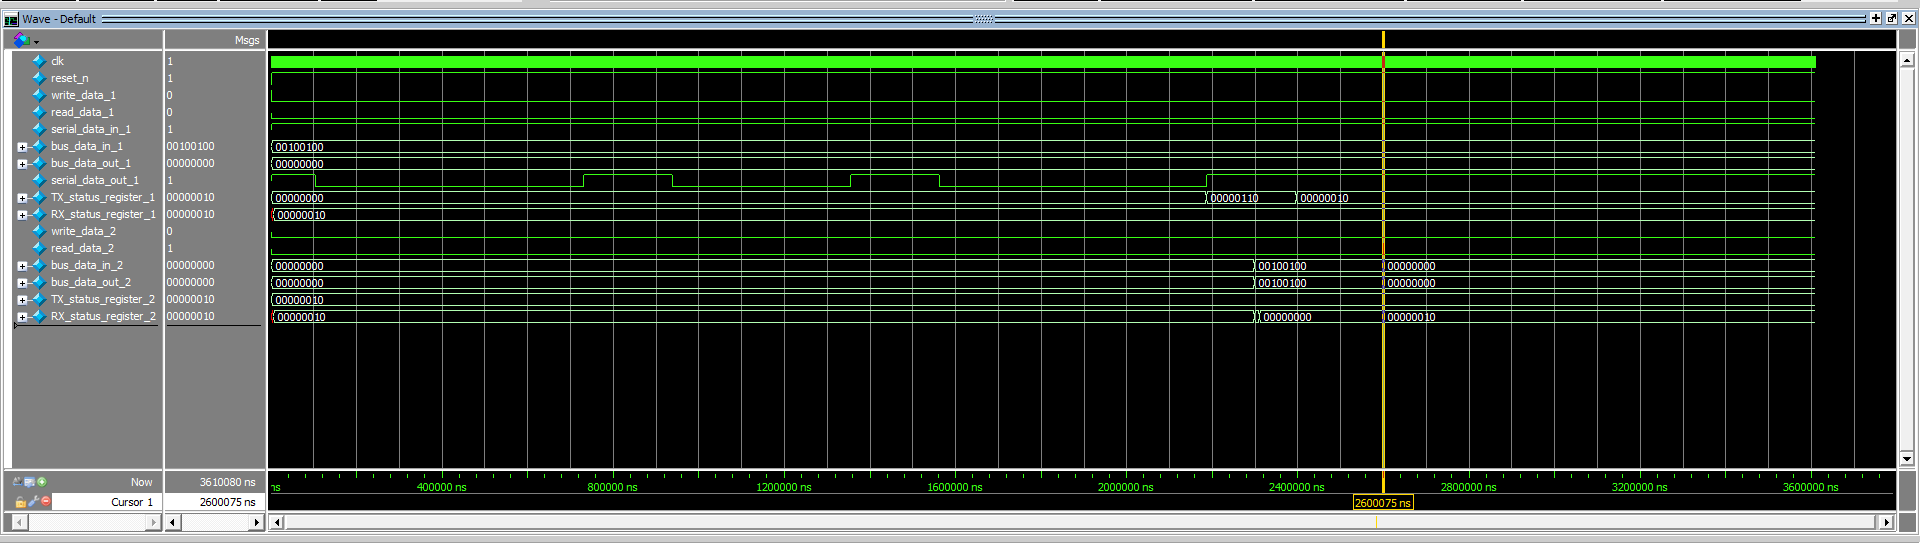 Wave - Default
Msgs
clk 1
reset_n 1
write_data_1 0
read_data_1 0
serial_data_in_1 1
bus_data_in_1 00100100 00100100
bus_data_out_1 00000000 00000000
serial_data_out_1 1
TX_status_register_1 00000010 00000000 00000110 00000010
RX_status_register_1 00000010 00000010
write_data_2 0
read_data_2 1
bus_data_in_2 00000000 00000000 00100100 00000000
bus_data_out_2 00000000 00000000 00100100 00000000
TX_status_register_2 00000010 00000010
RX_status_register_2 00000010 00000010 00000000 00000010
Now 3610080 ns ns 400000 ns 800000 ns 1200000 ns 1600000 ns 2000000 ns 2400000 ns 2800000 ns 3200000 ns 3600000 ns
Cursor 1 2600075 ns 2600075 ns